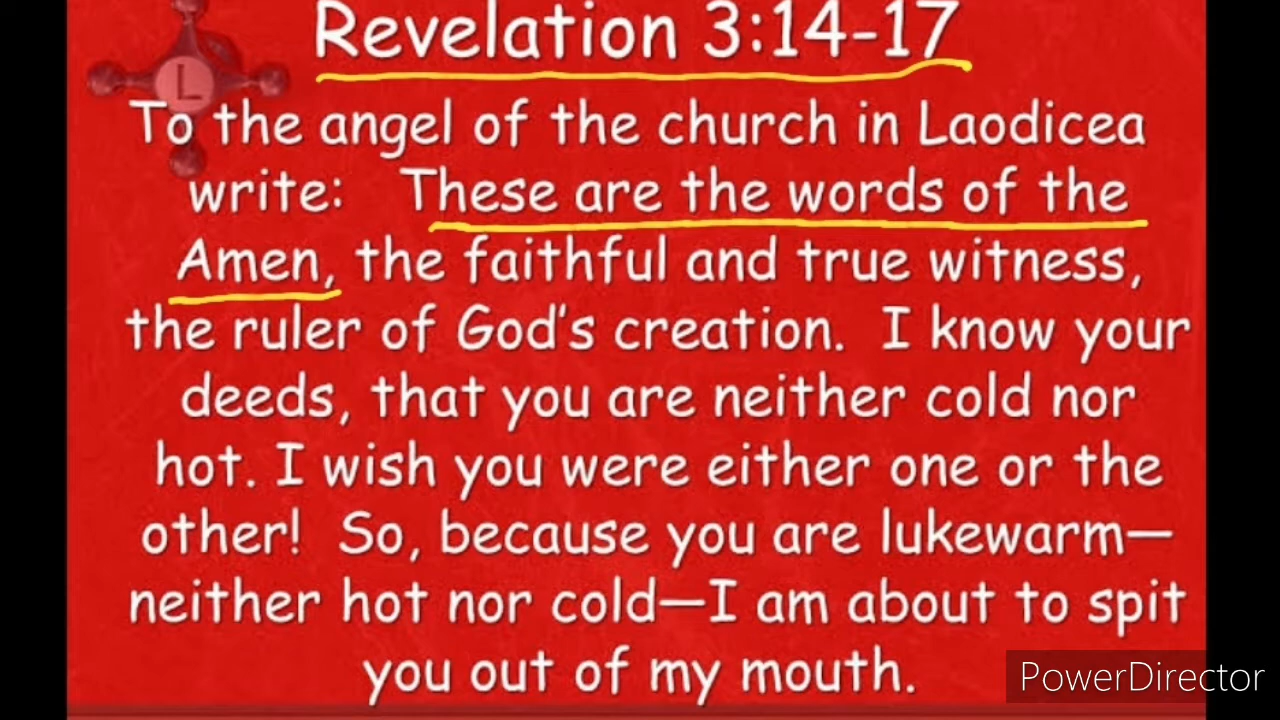 Revelation 3:14-17
L
To the angel of the church in Laodicea
write: These are the words of the
Amen, the faithful and true witness,
the ruler of God's creation. I know your
deeds, that you are neither cold nor
hot. I wish you were either one or the
other! So, because you are lukewarm—
neither hot nor cold—I am about to spit
you out of my mouth.
PowerDirector